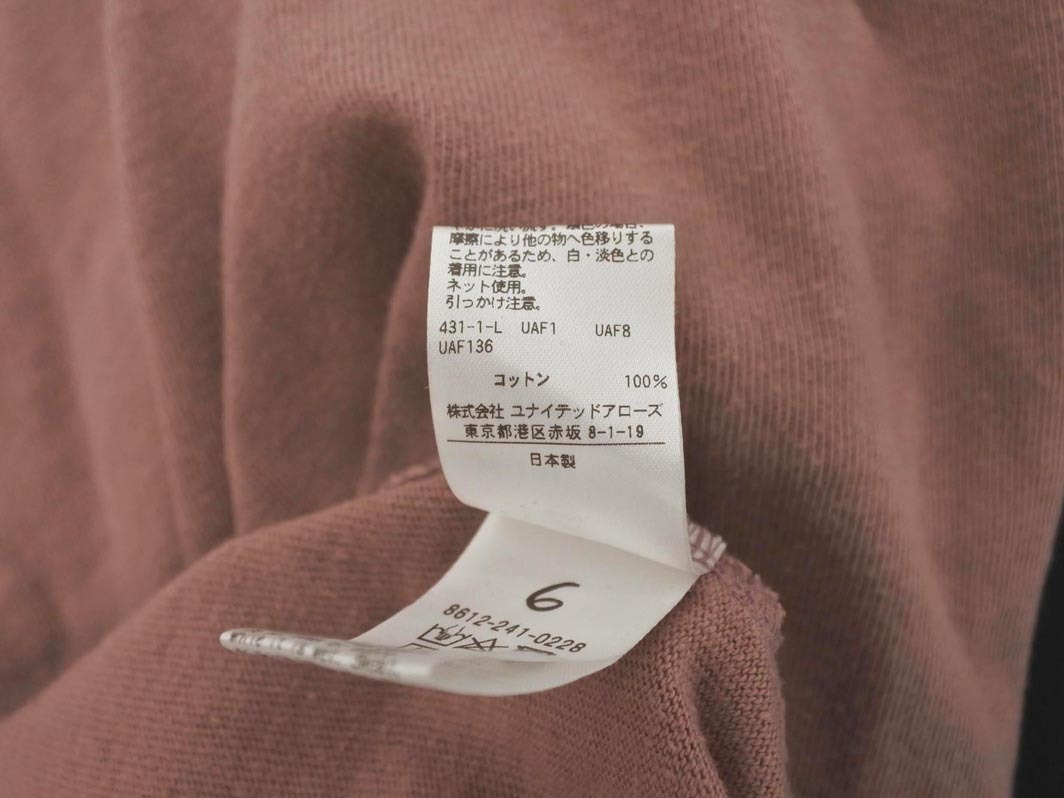 摩擦により他の物へ色移りする
ことがあるため、白・淡色との
着用に注意。
ネット使用。
引っかけ注意。
431-1-L UAF1 UAF8
UAF136
コットン 100%
株式会社 ユナイテッドアローズ
東京都港区赤坂 8-1-19
日本製
6
8612-241-0228